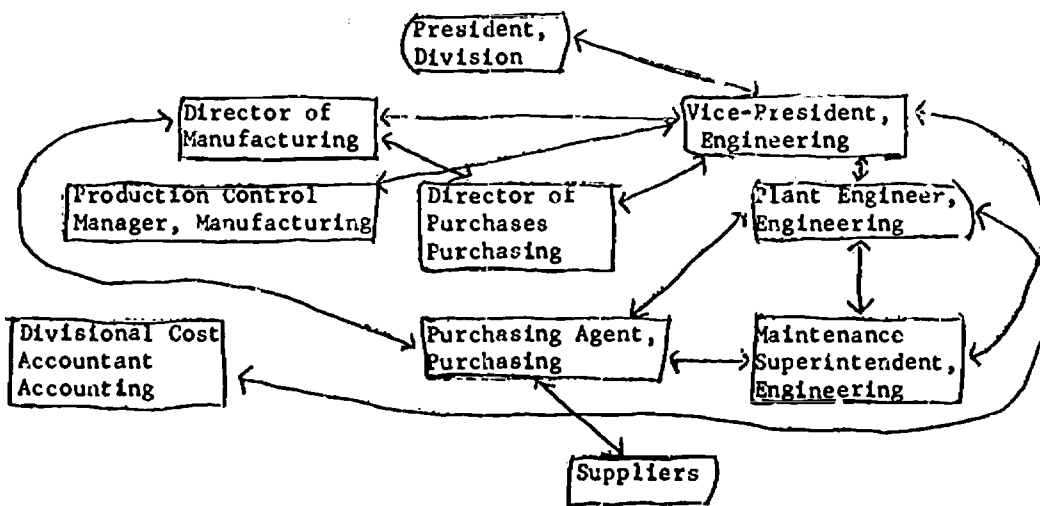 President,
Division
Director of
Manufacturing
Vice-President,
Engineering
Production Control
Manager, Manufacturing
Director of
Purchases
Purchasing
Plant Engineer,
Engineering
Divisional Cost
Accountant
Accounting
Purchasing Agent,
Purchasing
Maintenance
Superintendent,
Engineering
Suppliers